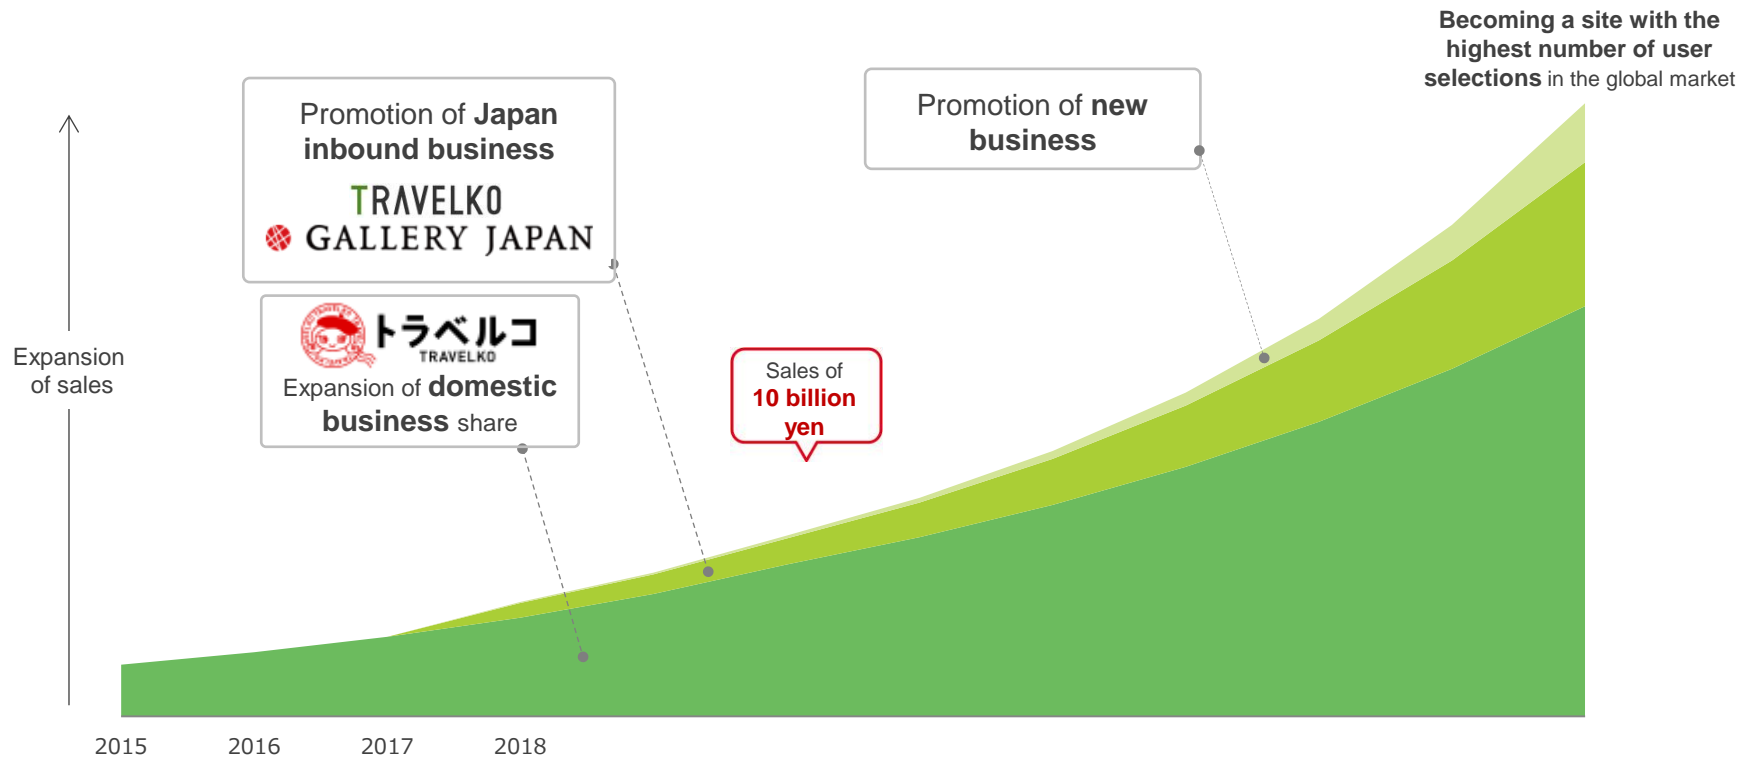 Becoming a site with the
highest number of user
selections in the global market
Promotion of Japan
inbound business
TRAVELKO
GALLERY JAPAN
Promotion of new
business
トラベルコ
TRAVELKO
Expansion of domestic
business share
Expansion
of sales
Sales of
10 billion
yen
2015
2016
2017
2018